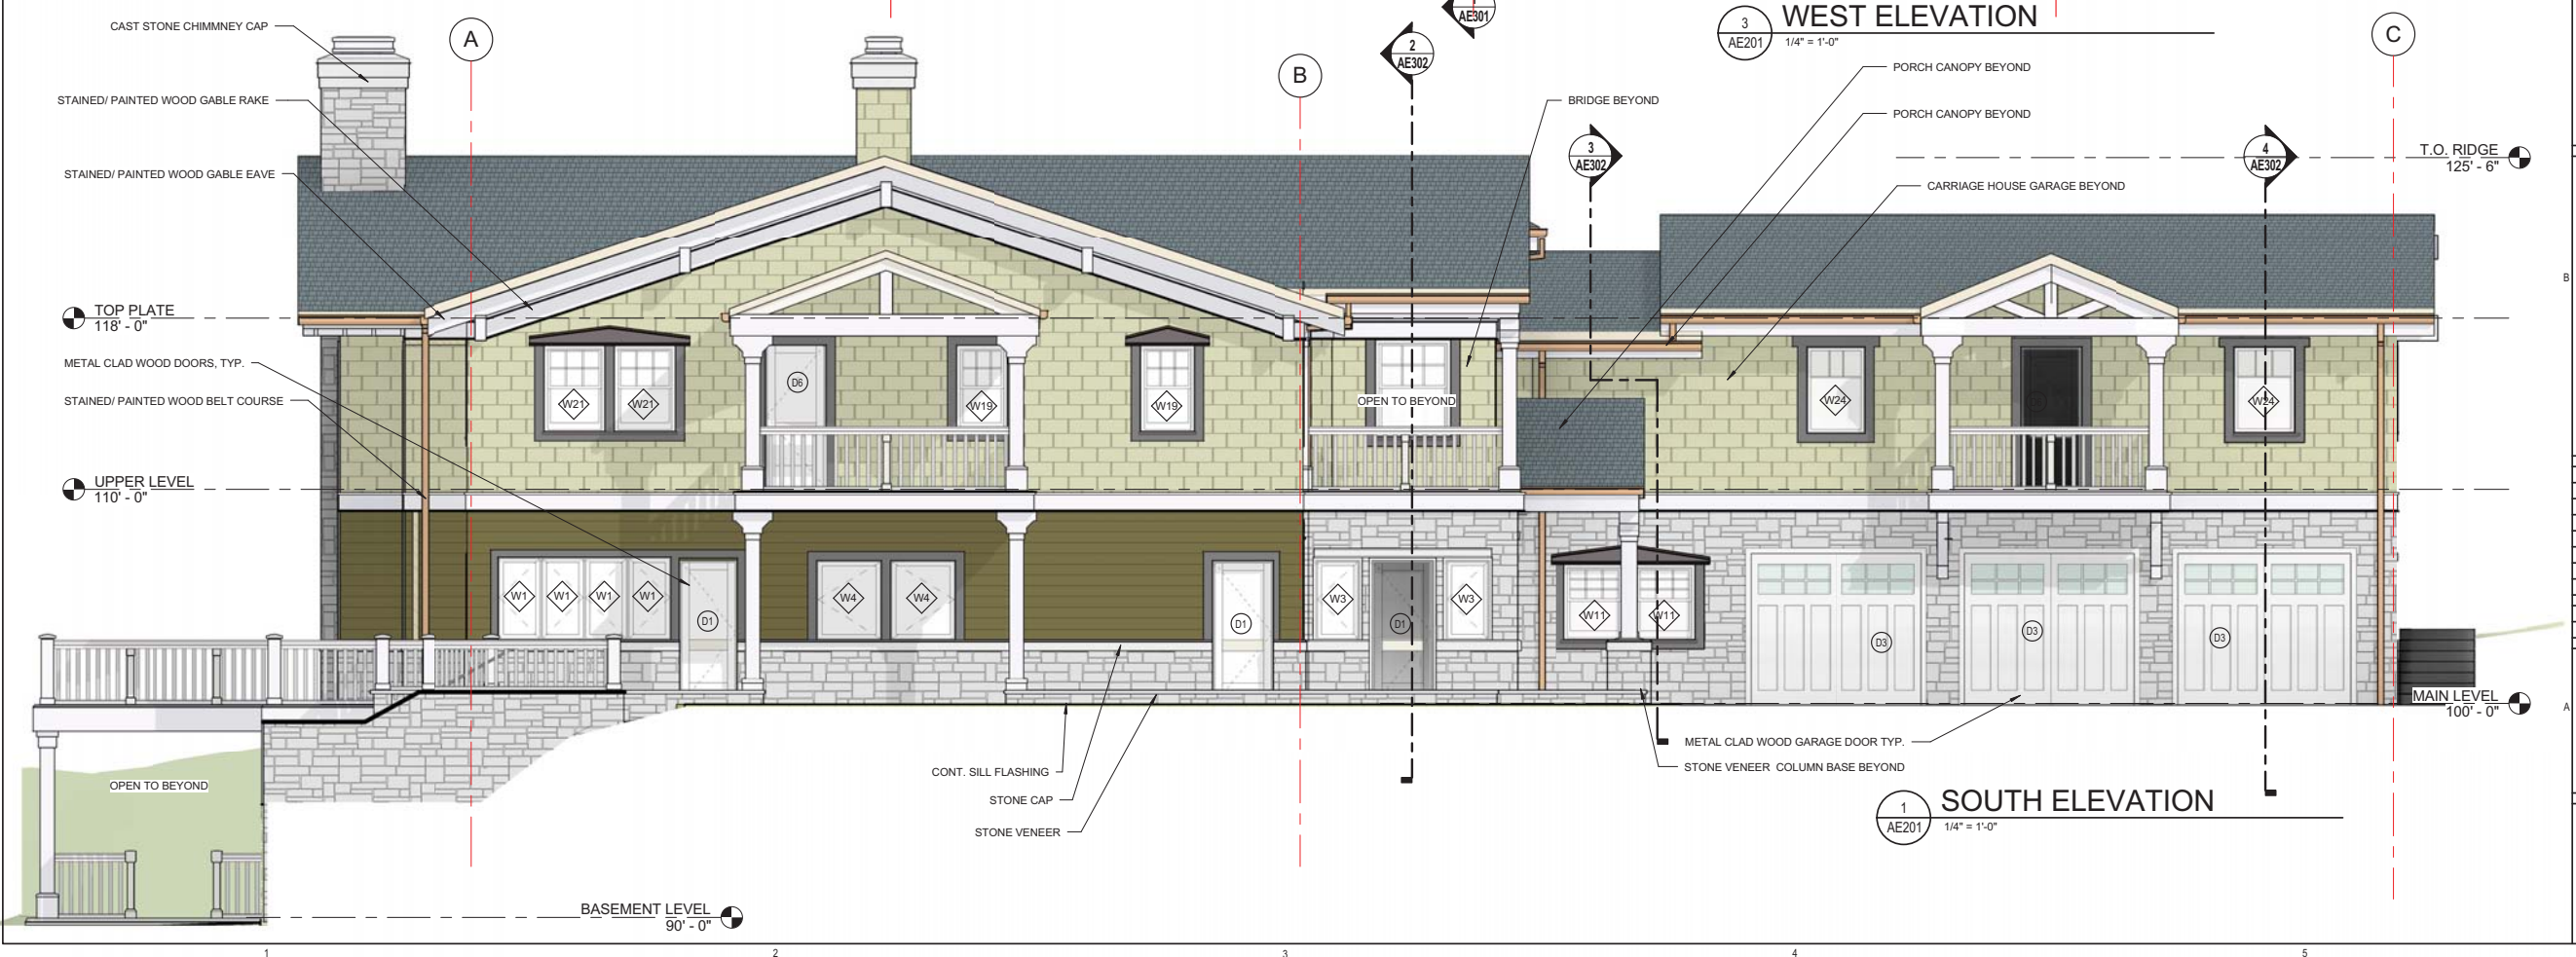 AE301
3
WEST ELEVATION
AE201
1/4" = 1'-0"
CAST STONE CHIMMNEY CAP
A
B
2
AE302
C
STAINED/ PAINTED WOOD GABLE RAKE
BRIDGE BEYOND
PORCH CANOPY BEYOND
PORCH CANOPY BEYOND
3
AE302
4
AE302
T.O. RIDGE
125' - 6"
STAINED/ PAINTED WOOD GABLE EAVE
CARRIAGE HOUSE GARAGE BEYOND
B
TOP PLATE
118' - 0"
METAL CLAD WOOD DOORS, TYP.
STAINED/ PAINTED WOOD BELT COURSE
W21
W21
D6
W19
W19
OPEN TO BEYOND
W24
W24
UPPER LEVEL
110' - 0"
W1
W1
W1
W1
D1
W4
W4
D1
W3
D1
W3
W11
W11
D3
D3
D3
MAIN LEVEL
100' - 0"
A
OPEN TO BEYOND
CONT. SILL FLASHING
STONE CAP
STONE VENEER
METAL CLAD WOOD GARAGE DOOR TYP.
STONE VENEER COLUMN BASE BEYOND
1
SOUTH ELEVATION
AE201
1/4" = 1'-0"
BASEMENT LEVEL
90' - 0"
1
2
3
4
5